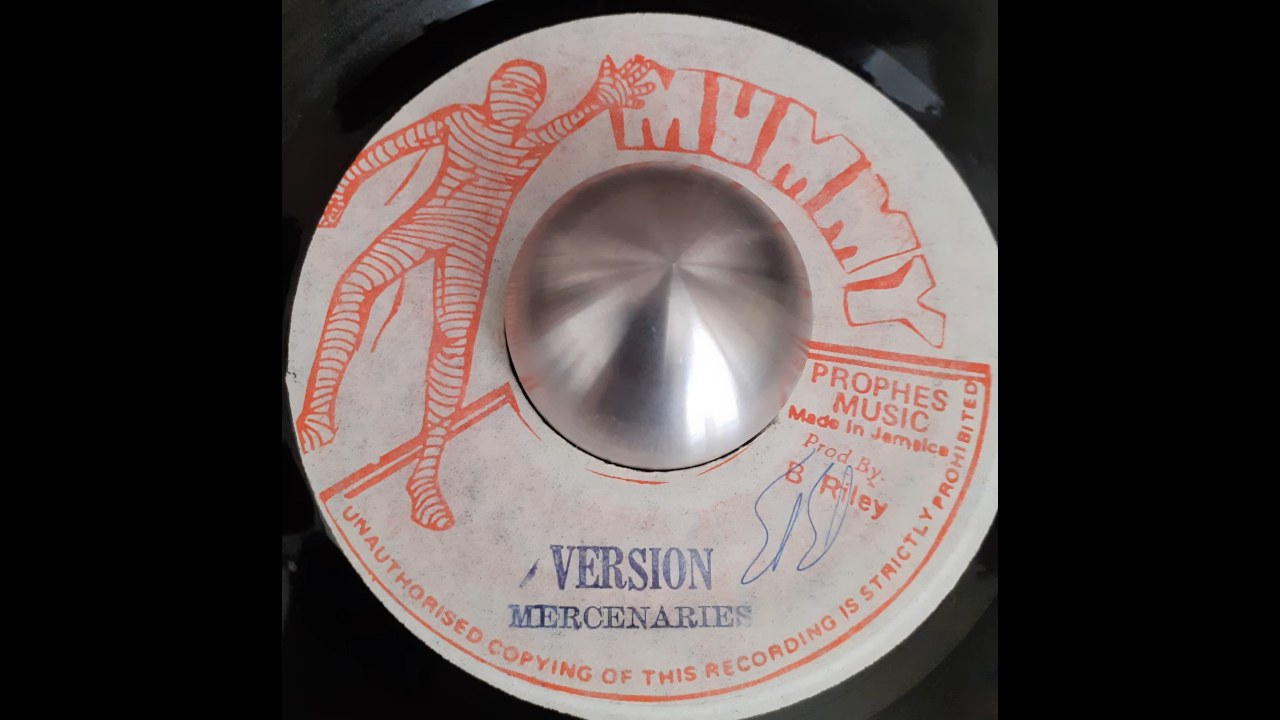 MUMMY
PROPHES
MUSIC
Made in Jamaica
Prod By.
B Riley
VERSION
MERCENARIES
UNAUTHORISED COPYING OF THIS RECORDING IS STRICTLY PROHIBITED